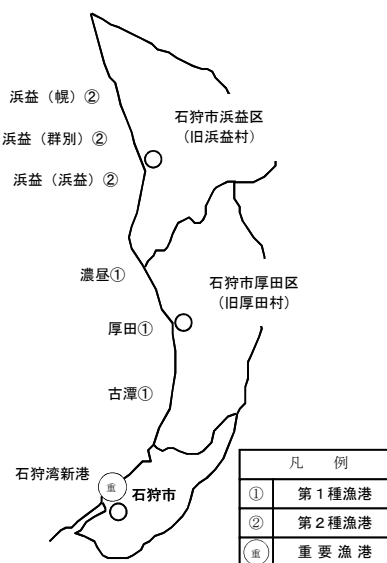 浜益（幌）②
石狩市浜益区
（旧浜益村）
浜益（群別）②
浜益（浜益）②
濃昼①
石狩市厚田区
（旧厚田村）
厚田①
古潭①
石狩湾新港
重
石狩市
凡　例
①　第１種漁港
②　第２種漁港
重　重要漁港